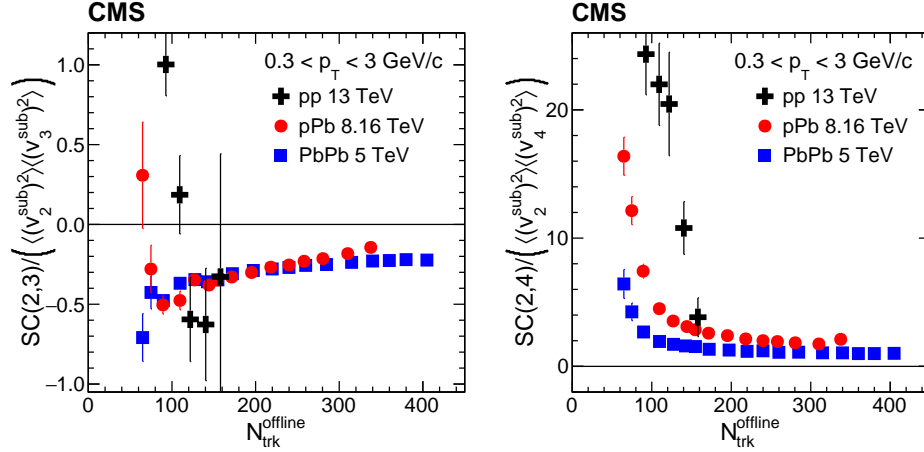 CMS
0.3 < p_T < 3 GeV/c
pp 13 TeV
pPb 8.16 TeV
PbPb 5 TeV
SC(2,3)/(⟨(v_2^sub)^2⟩⟨(v_3^sub)^2⟩)
1.0
0.5
0.0
−0.5
−1.0
0 100 200 300 400
N_trk^offline
CMS
0.3 < p_T < 3 GeV/c
pp 13 TeV
pPb 8.16 TeV
PbPb 5 TeV
SC(2,4)/(⟨(v_2^sub)^2⟩⟨(v_4^sub)^2⟩)
20
10
0
0 100 200 300 400
N_trk^offline